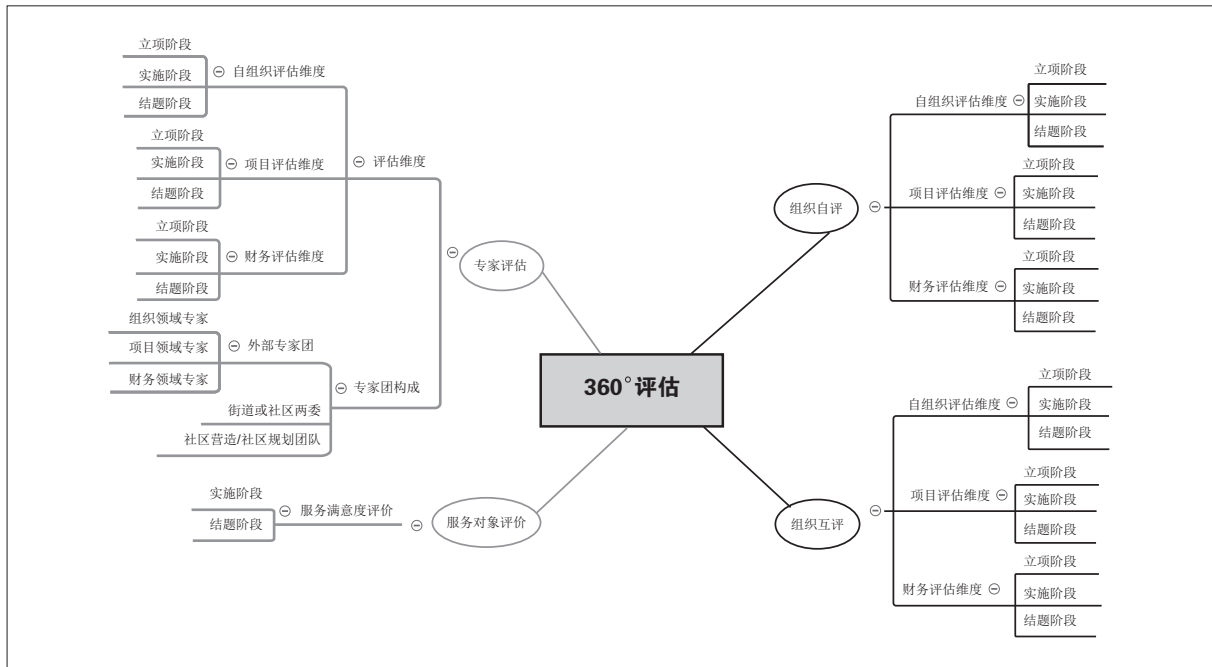 360°评估
专家评估
评估维度
自组织评估维度
立项阶段
实施阶段
结题阶段
项目评估维度
立项阶段
实施阶段
结题阶段
财务评估维度
立项阶段
实施阶段
结题阶段
专家团构成
外部专家团
组织领域专家
项目领域专家
财务领域专家
街道或社区两委
社区营造/社区规划团队
服务对象评价
服务满意度评价
实施阶段
结题阶段
组织自评
自组织评估维度
立项阶段
实施阶段
结题阶段
项目评估维度
立项阶段
实施阶段
结题阶段
财务评估维度
立项阶段
实施阶段
结题阶段
组织互评
自组织评估维度
立项阶段
实施阶段
结题阶段
项目评估维度
立项阶段
实施阶段
结题阶段
财务评估维度
立项阶段
实施阶段
结题阶段